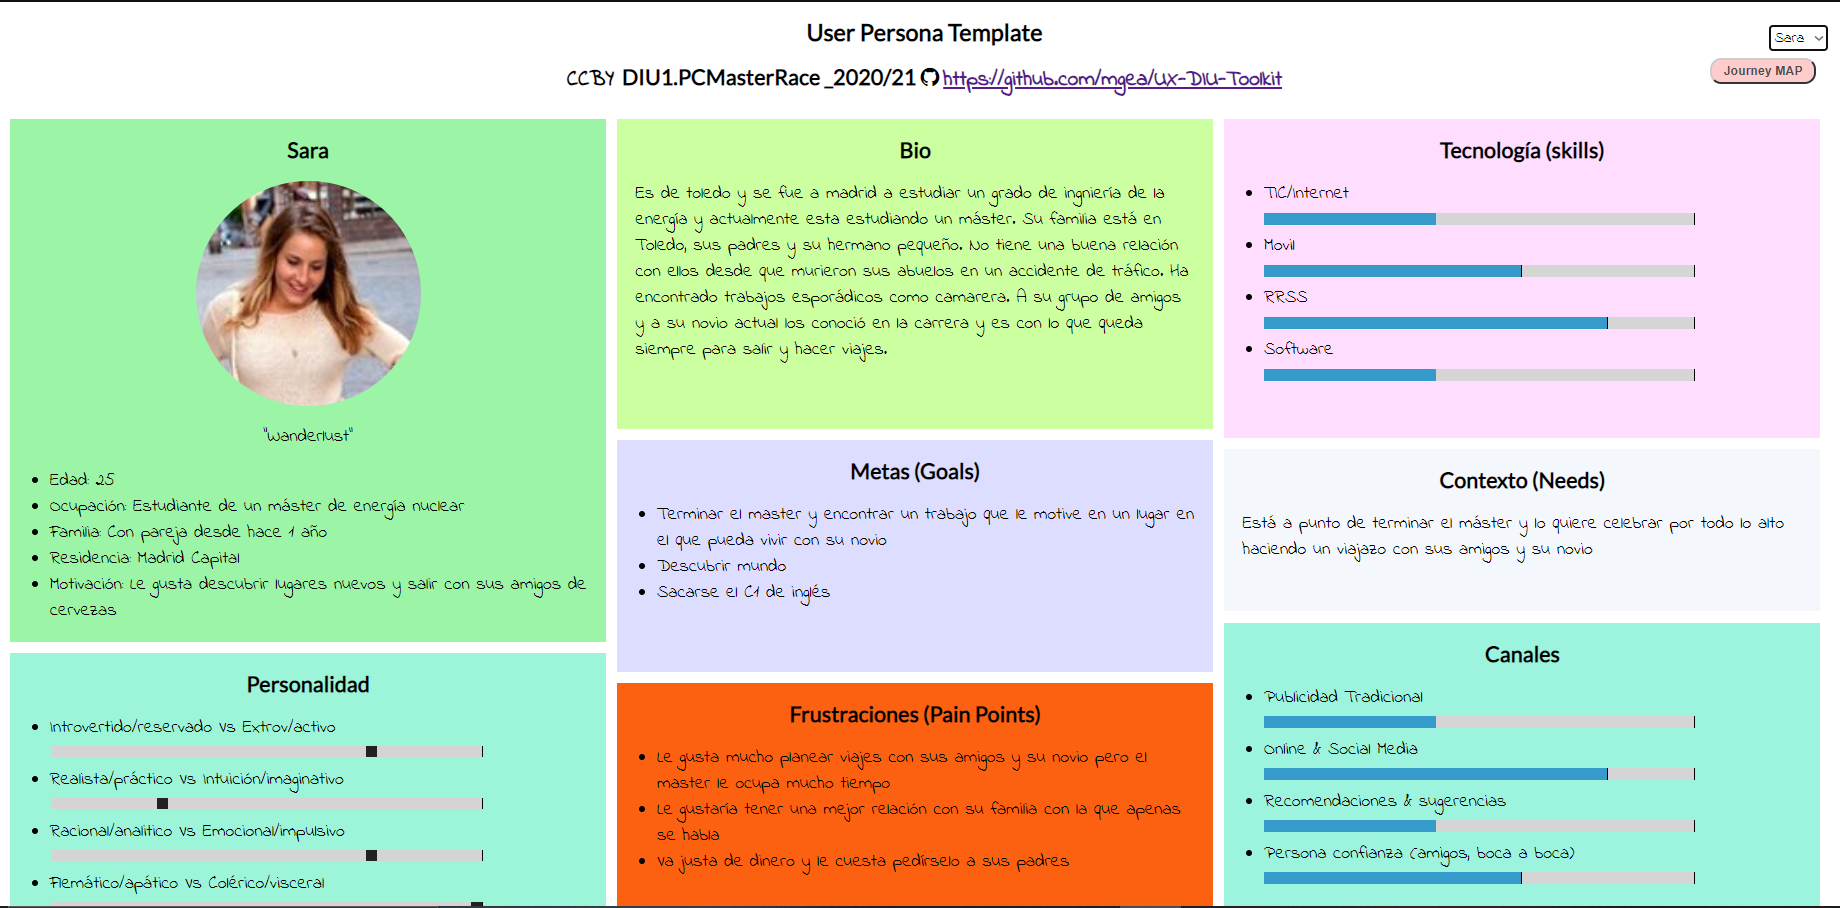 User Persona Template
Sara
CCBY DIU1.PCMasterRace_2020/21 https://github.com/mgea/UX-DIU-Toolkit
Journey MAP
Sara
"Wanderlust"
Edad: 25
Ocupación: Estudiante de un máster de energía nuclear
Familia: Con pareja desde hace 1 año
Residencia: Madrid Capital
Motivación: Le gusta descubrir lugares nuevos y salir con sus amigos de
cervezas
Personalidad
Introvertido/reservado Vs Extrov/activo
Realista/práctico Vs Intuición/imaginativo
Racional/analítico Vs Emocional/impulsivo
Flemático/apático Vs Colérico/visceral
Bio
Es de toledo y se fue a madrid a estudiar un grado de ingniería de la
energía y actualmente esta estudiando un máster. Su familia está en
Toledo, sus padres y su hermano pequeño. No tiene una buena relación
con ellos desde que murieron sus abuelos en un accidente de tráfico. Ha
encontrado trabajos esporádicos como camarera. A su grupo de amigos
y a su novio actual los conoció en la carrera y es con lo que queda
siempre para salir y hacer viajes.
Metas (Goals)
Terminar el master y encontrar un trabajo que le motive en un lugar en
el que pueda vivir con su novio
Descubrir mundo
Sacarse el C1 de inglés
Frustraciones (Pain Points)
Le gusta mucho planear viajes con sus amigos y su novio pero el
master le ocupa mucho tiempo
Le gustaría tener una mejor relación con su familia con la que apenas
se habla
Va justa de dinero y le cuesta pedírselo a sus padres
Tecnología (skills)
TIC/Internet
Movil
RRSS
Software
Contexto (Needs)
Está a punto de terminar el máster y lo quiere celebrar por todo lo alto
haciendo un viajazo con sus amigos y su novio
Canales
Publicidad Tradicional
Online & Social Media
Recomendaciones & sugerencias
Persona confianza (amigos, boca a boca)